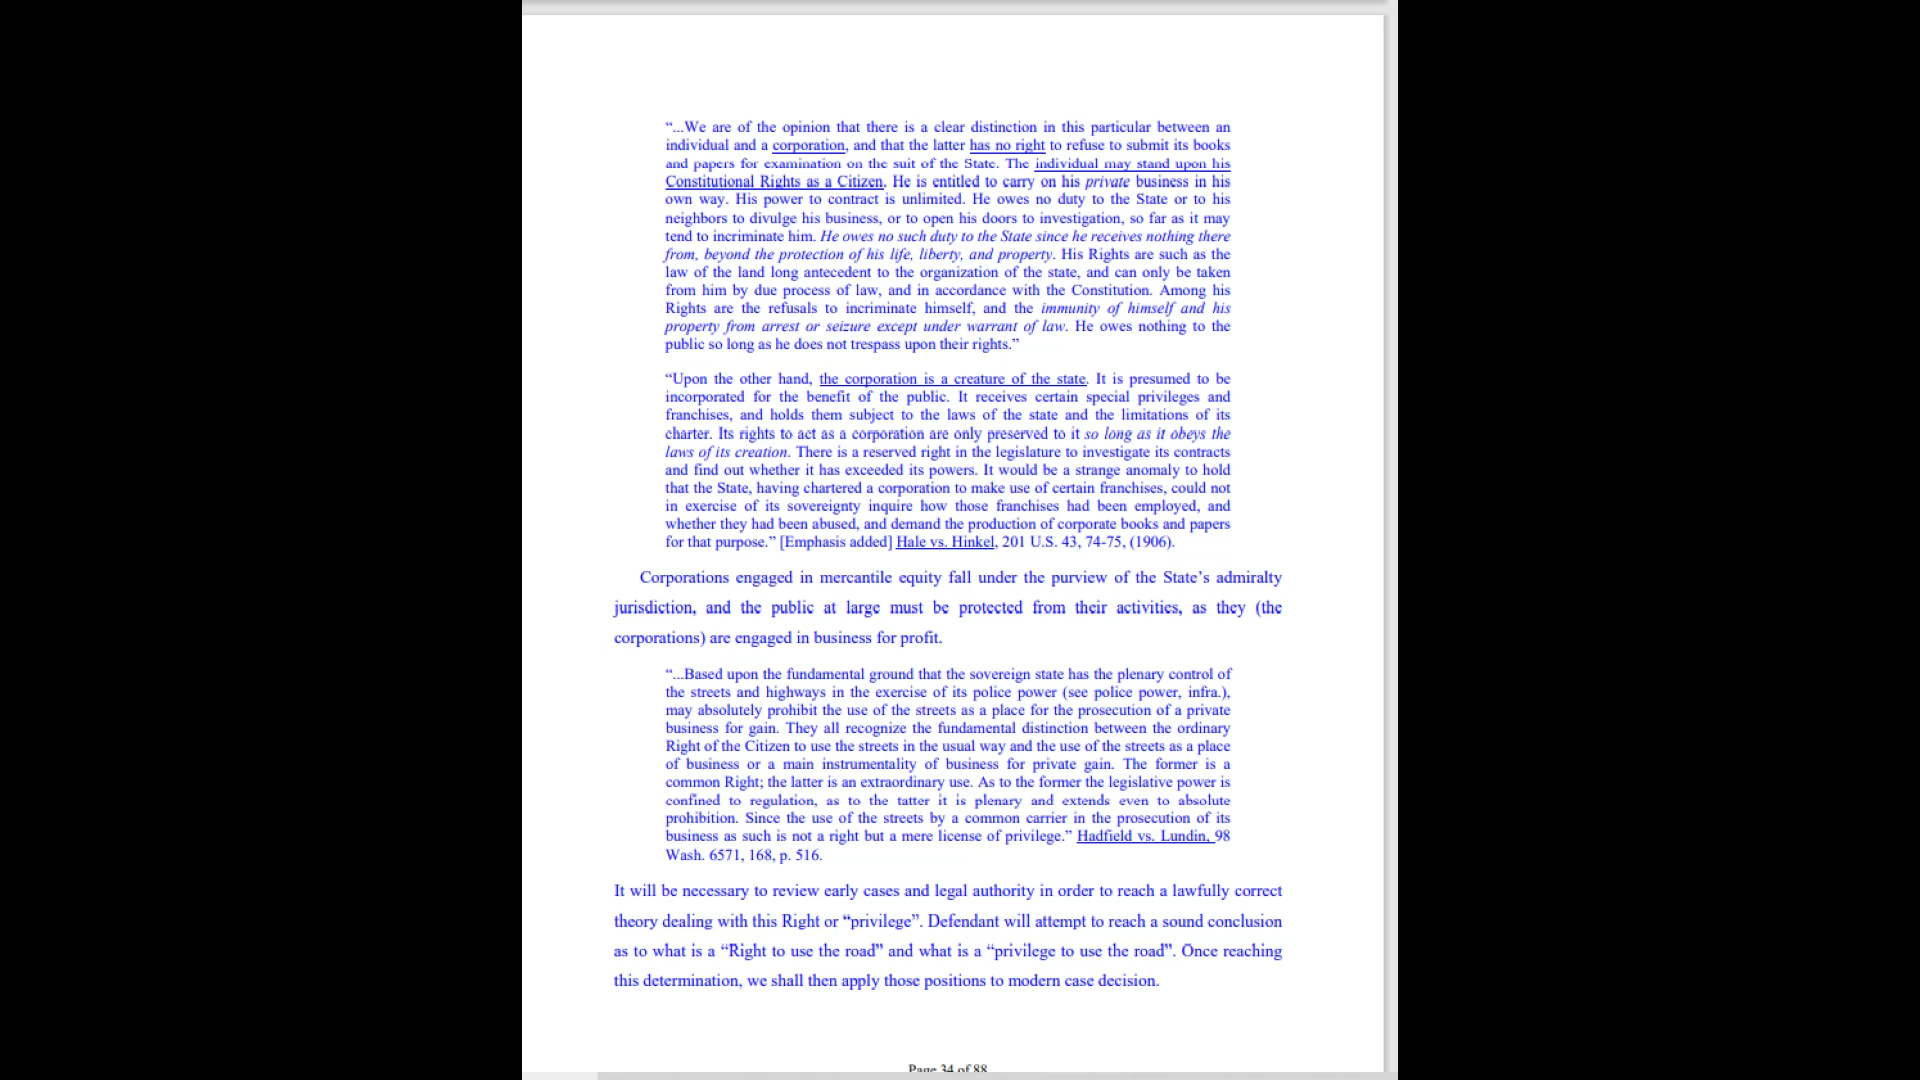 “...We are of the opinion that there is a clear distinction in this particular between an
individual and a corporation, and that the latter has no right to refuse to submit its books
and papers for examination on the suit of the State. The individual may stand upon his
Constitutional Rights as a Citizen. He is entitled to carry on his private business in his
own way. His power to contract is unlimited. He owes no duty to the State or to his
neighbors to divulge his business, or to open his doors to investigation, so far as it may
tend to incriminate him. He owes no such duty to the State since he receives nothing there
from, beyond the protection of his life, liberty, and property. His Rights are such as the
law of the land long antecedent to the organization of the state, and can only be taken
from him by due process of law, and in accordance with the Constitution. Among his
Rights are the refusals to incriminate himself, and the immunity of himself and his
property from arrest or seizure except under warrant of law. He owes nothing to the
public so long as he does not trespass upon their rights.”
“Upon the other hand, the corporation is a creature of the state. It is presumed to be
incorporated for the benefit of the public. It receives certain special privileges and
franchises, and holds them subject to the laws of the state and the limitations of its
charter. Its rights to act as a corporation are only preserved to it so long as it obeys the
laws of its creation. There is a reserved right in the legislature to investigate its contracts
and find out whether it has exceeded its powers. It would be a strange anomaly to hold
that the State, having chartered a corporation to make use of certain franchises, could not
in exercise of its sovereignty inquire how those franchises had been employed, and
whether they had been abused, and demand the production of corporate books and papers
for that purpose.” [Emphasis added] Hale vs. Hinkel, 201 U.S. 43, 74-75, (1906).
Corporations engaged in mercantile equity fall under the purview of the State’s admiralty
jurisdiction, and the public at large must be protected from their activities, as they (the
corporations) are engaged in business for profit.
“...Based upon the fundamental ground that the sovereign state has the plenary control of
the streets and highways in the exercise of its police power (see police power, infra.),
may absolutely prohibit the use of the streets as a place for the prosecution of a private
business for gain. They all recognize the fundamental distinction between the ordinary
Right of the Citizen to use the streets in the usual way and the use of the streets as a place
of business or a main instrumentality of business for private gain. The former is a
common Right; the latter is an extraordinary use. As to the former the legislative power is
confined to regulation, as to the tatter it is plenary and extends even to absolute
prohibition. Since the use of the streets by a common carrier in the prosecution of its
business as such is not a right but a mere license of privilege.” Hadfield vs. Lundin, 98
Wash. 6571, 168, p. 516.
It will be necessary to review early cases and legal authority in order to reach a lawfully correct
theory dealing with this Right or “privilege”. Defendant will attempt to reach a sound conclusion
as to what is a “Right to use the road” and what is a “privilege to use the road”. Once reaching
this determination, we shall then apply those positions to modern case decision.
Page 34 of 88